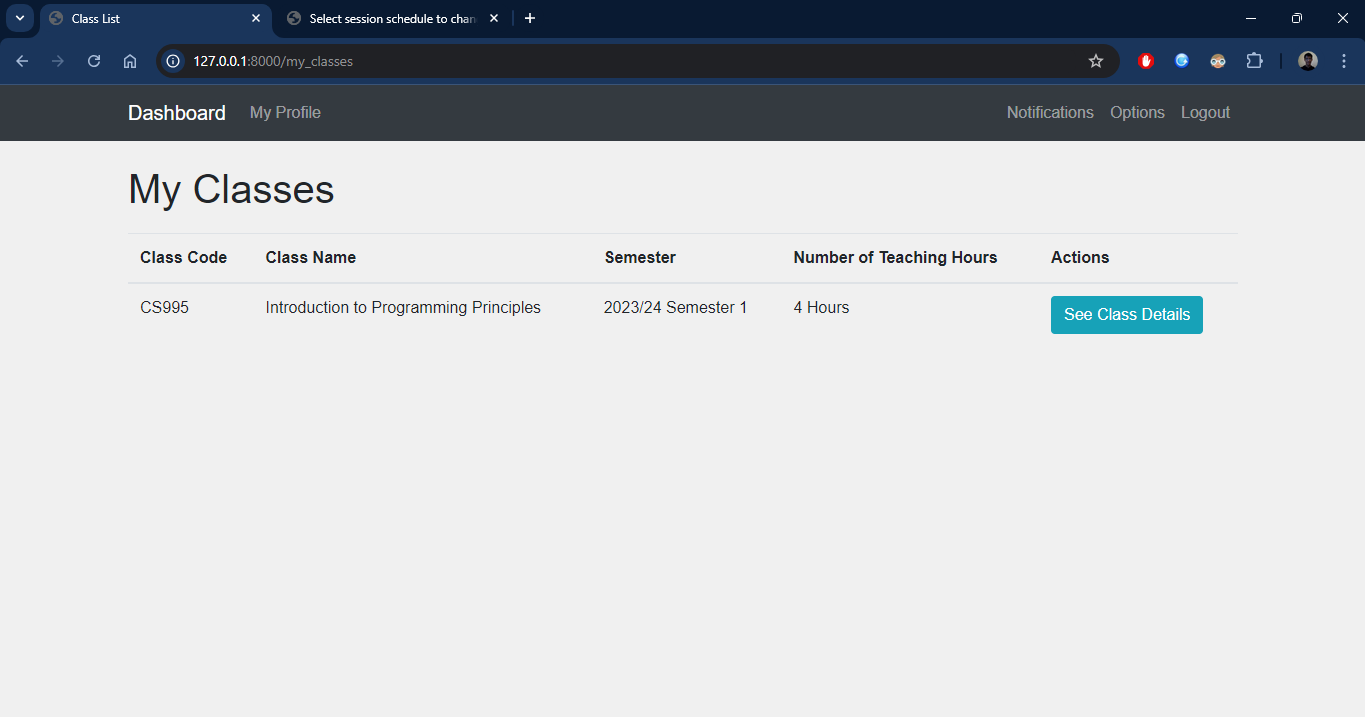 Class List
Select session schedule to chan
127.0.0.1:8000/my_classes
Dashboard My Profile Notifications Options Logout
My Classes
Class Code Class Name Semester Number of Teaching Hours Actions
CS995 Introduction to Programming Principles 2023/24 Semester 1 4 Hours See Class Details